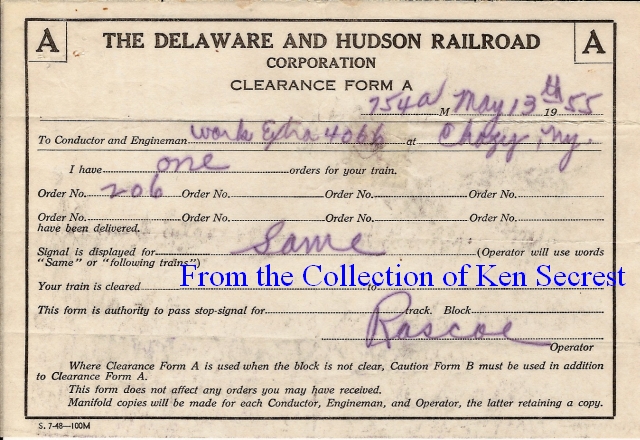 A THE DELAWARE AND HUDSON RAILROAD A
CORPORATION
CLEARANCE FORM A
754a M May 13th 1955
To Conductor and Engineman Work Extra 4066 at Chazy, Ny.
I have one orders for your train.
Order No. 206 Order No. Order No. Order No.
Order No. Order No. Order No. Order No.
have been delivered.
Signal is displayed for Same (Operator will use words
"Same" or "following trains")
From the Collection of Ken Secrest
Your train is cleared to
This form is authority to pass stop-signal for track. Block
Rascoe
Operator
Where Clearance Form A is used when the block is not clear, Caution Form B must be used in addition
to Clearance Form A.
This form does not affect any orders you may have received.
Manifold copies will be made for each Conductor, Engineman, and Operator, the latter retaining a copy.
S. 7-48—100M